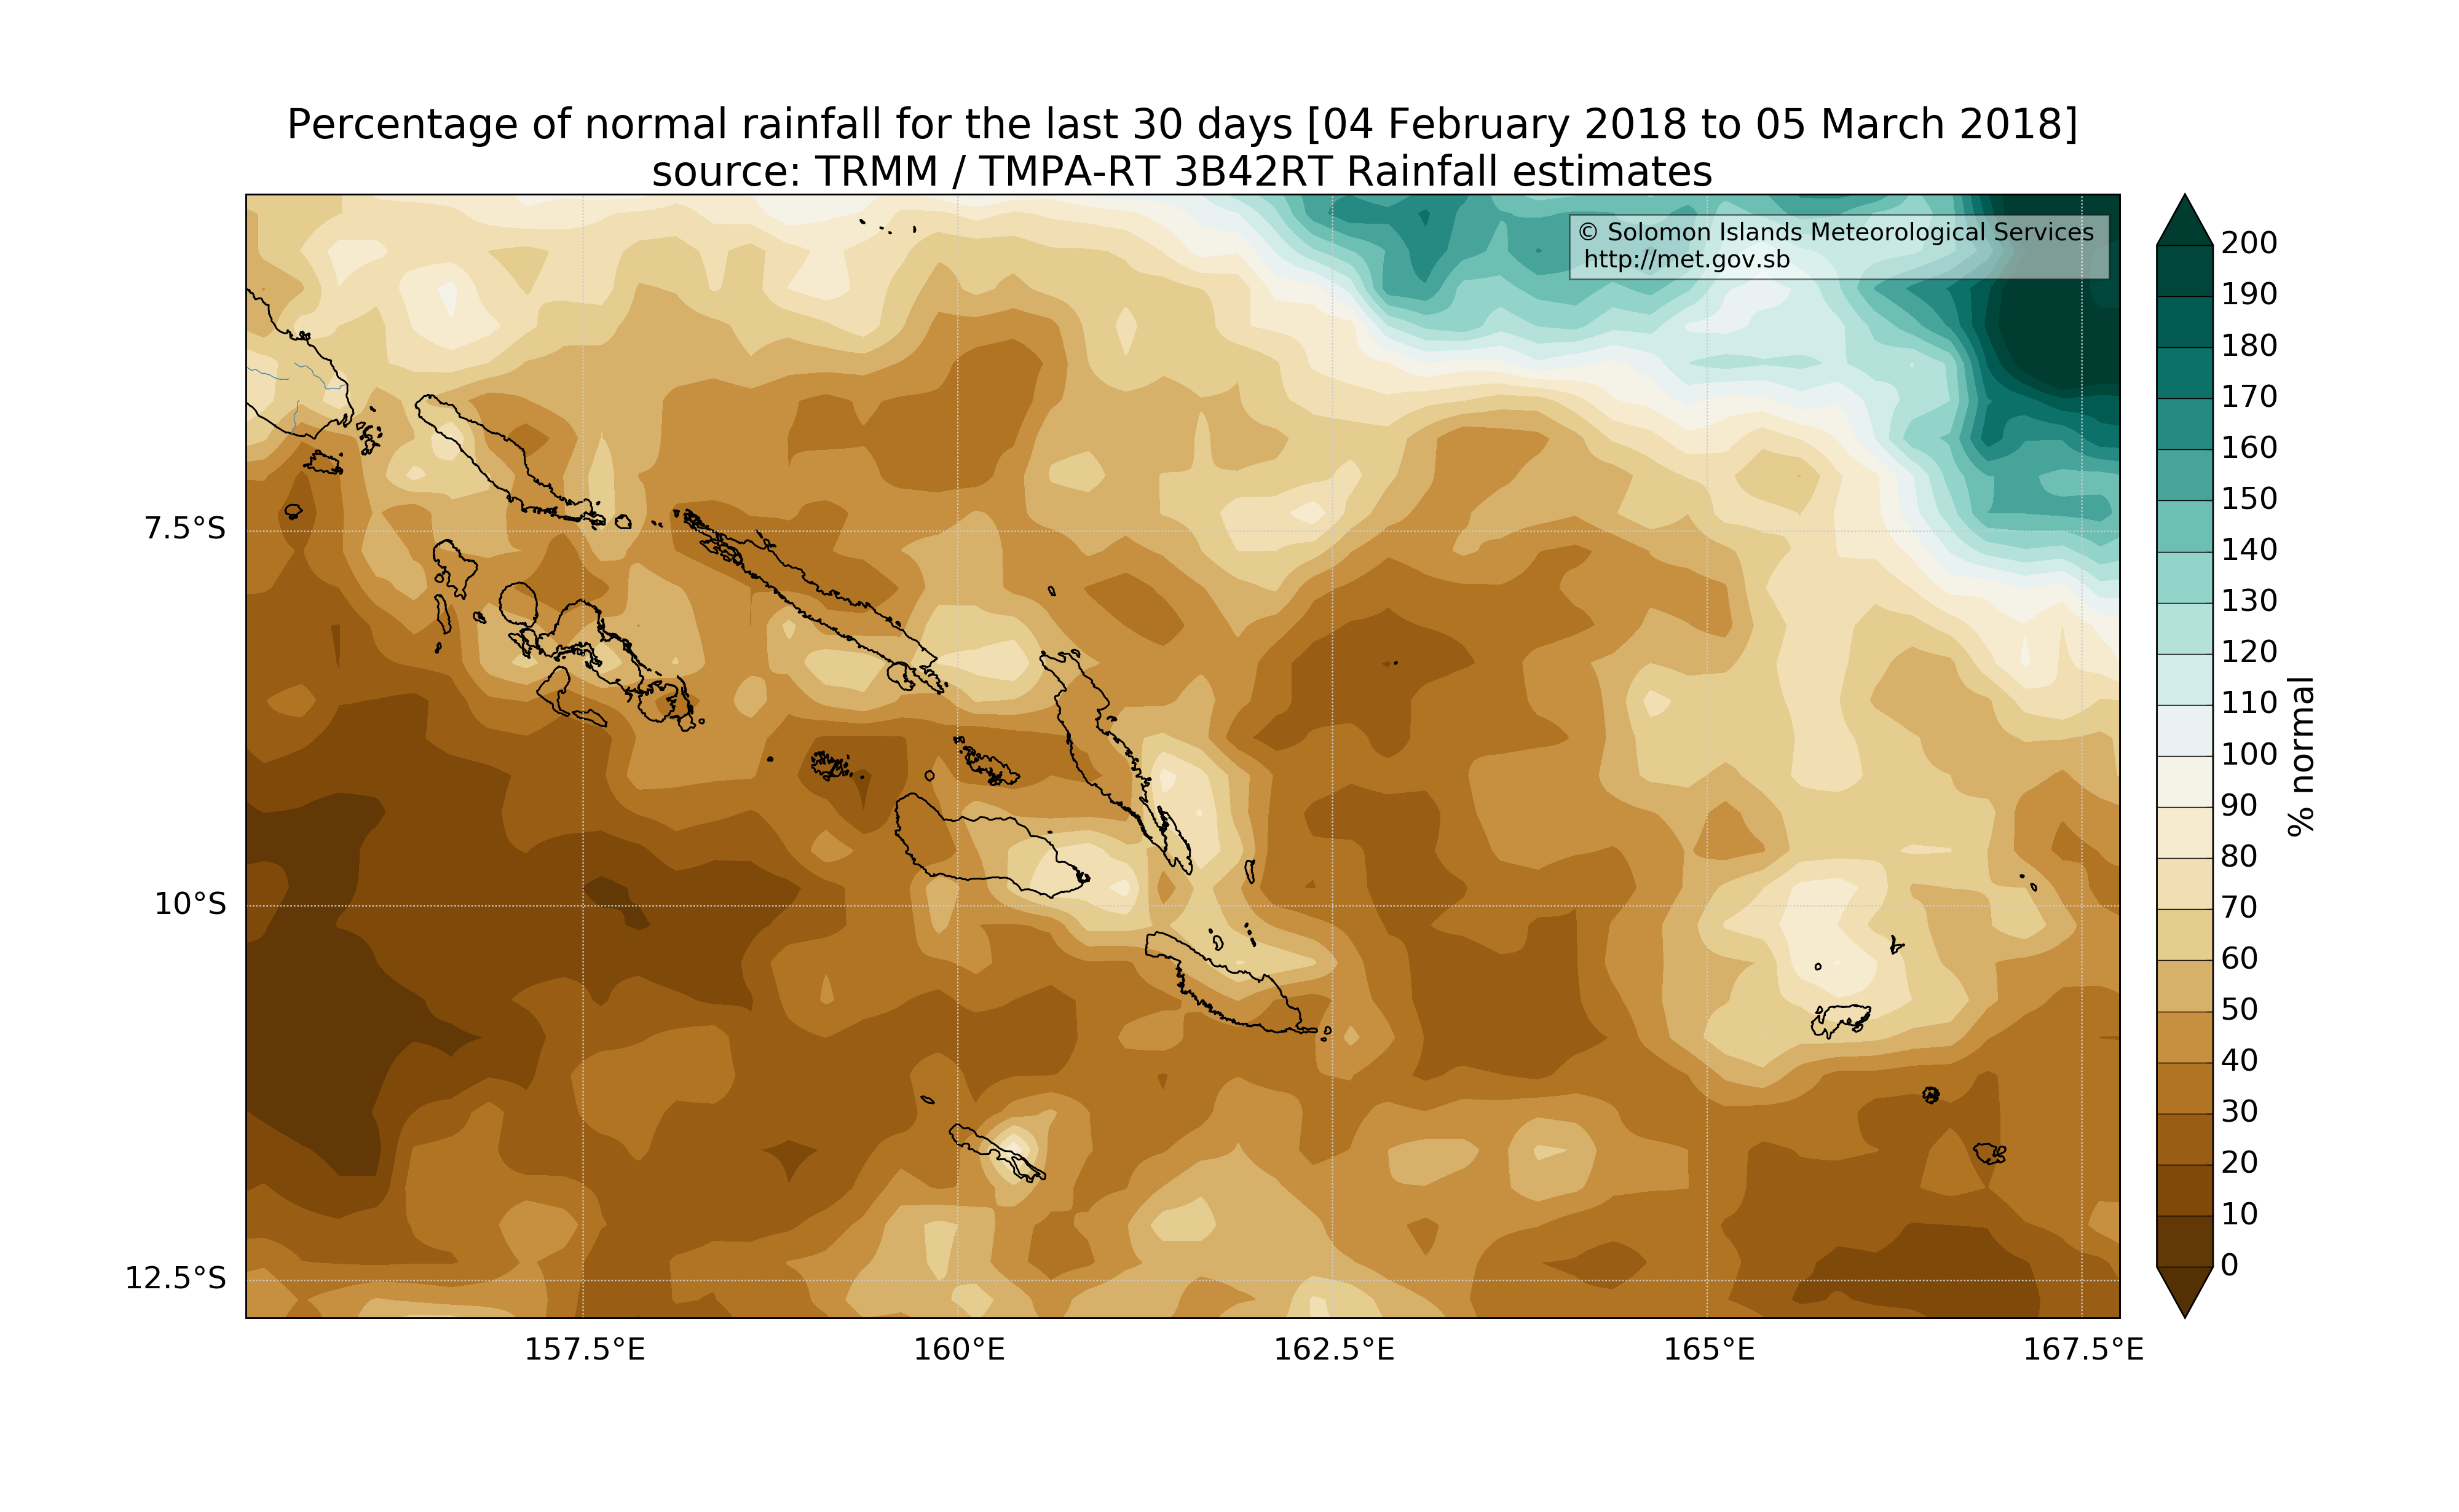 Percentage of normal rainfall for the last 30 days [04 February 2018 to 05 March 2018]
source: TRMM / TMPA-RT 3B42RT Rainfall estimates
© Solomon Islands Meteorological Services
http://met.gov.sb
7.5°S
10°S
12.5°S
157.5°E
160°E
162.5°E
165°E
167.5°E
200
190
180
170
160
150
140
130
120
110
100
90
80
70
60
50
40
30
20
10
0
% normal